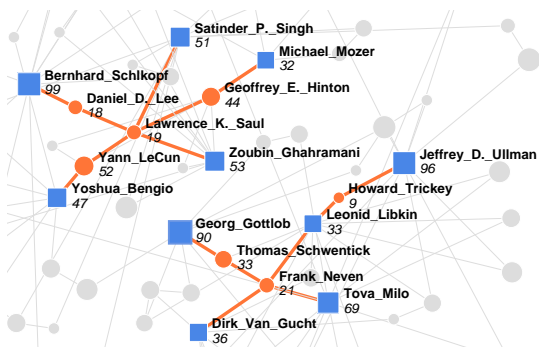 Satinder_P._Singh
51
Michael_Mozer
32
Bernhard_Schlkopf
99
Geoffrey_E._Hinton
44
Daniel_D._Lee
18
Lawrence_K._Saul
19
Yann_LeCun
52
Zoubin_Ghahramani
53
Jeffrey_D._Ullman
96
Yoshua_Bengio
47
Howard_Trickey
9
Georg_Gottlob
90
Leonid_Libkin
33
Thomas_Schwentick
33
Frank_Neven
21
Tova_Milo
69
Dirk_Van_Gucht
36